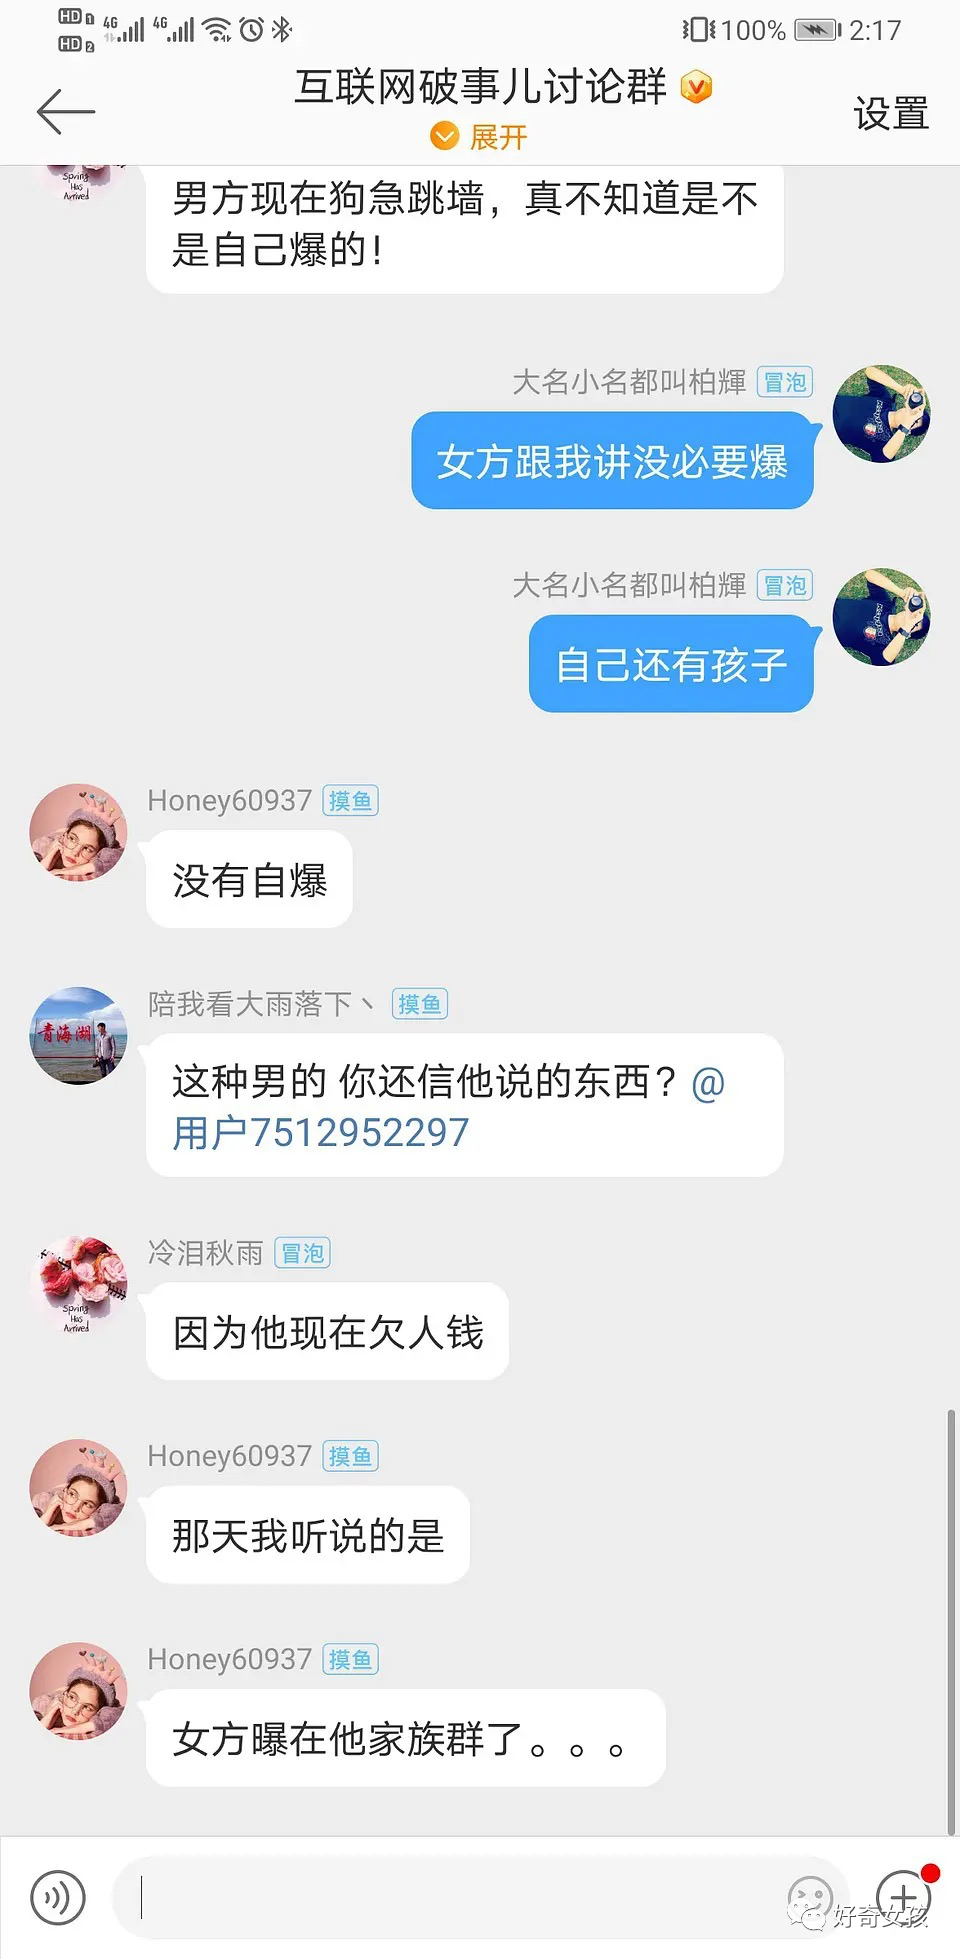 HD 1 4G 4G 100% 2:17
HD 2
互联网破事儿讨论群
设置
展开
Spring
Has
Arrived
男方现在狗急跳墙，真不知道是不
是自己爆的！
大名小名都叫柏輝 冒泡
女方跟我讲没必要爆
大名小名都叫柏輝 冒泡
自己还有孩子
Honey60937 摸鱼
没有自爆
陪我看大雨落下丶 摸鱼
青海湖
这种男的 你还信他说的东西？@
用户7512952297
冷泪秋雨 冒泡
Spring
Has
Arrived
因为他现在欠人钱
Honey60937 摸鱼
那天我听说的是
Honey60937 摸鱼
女方曝在他家族群了。。。
好奇女孩